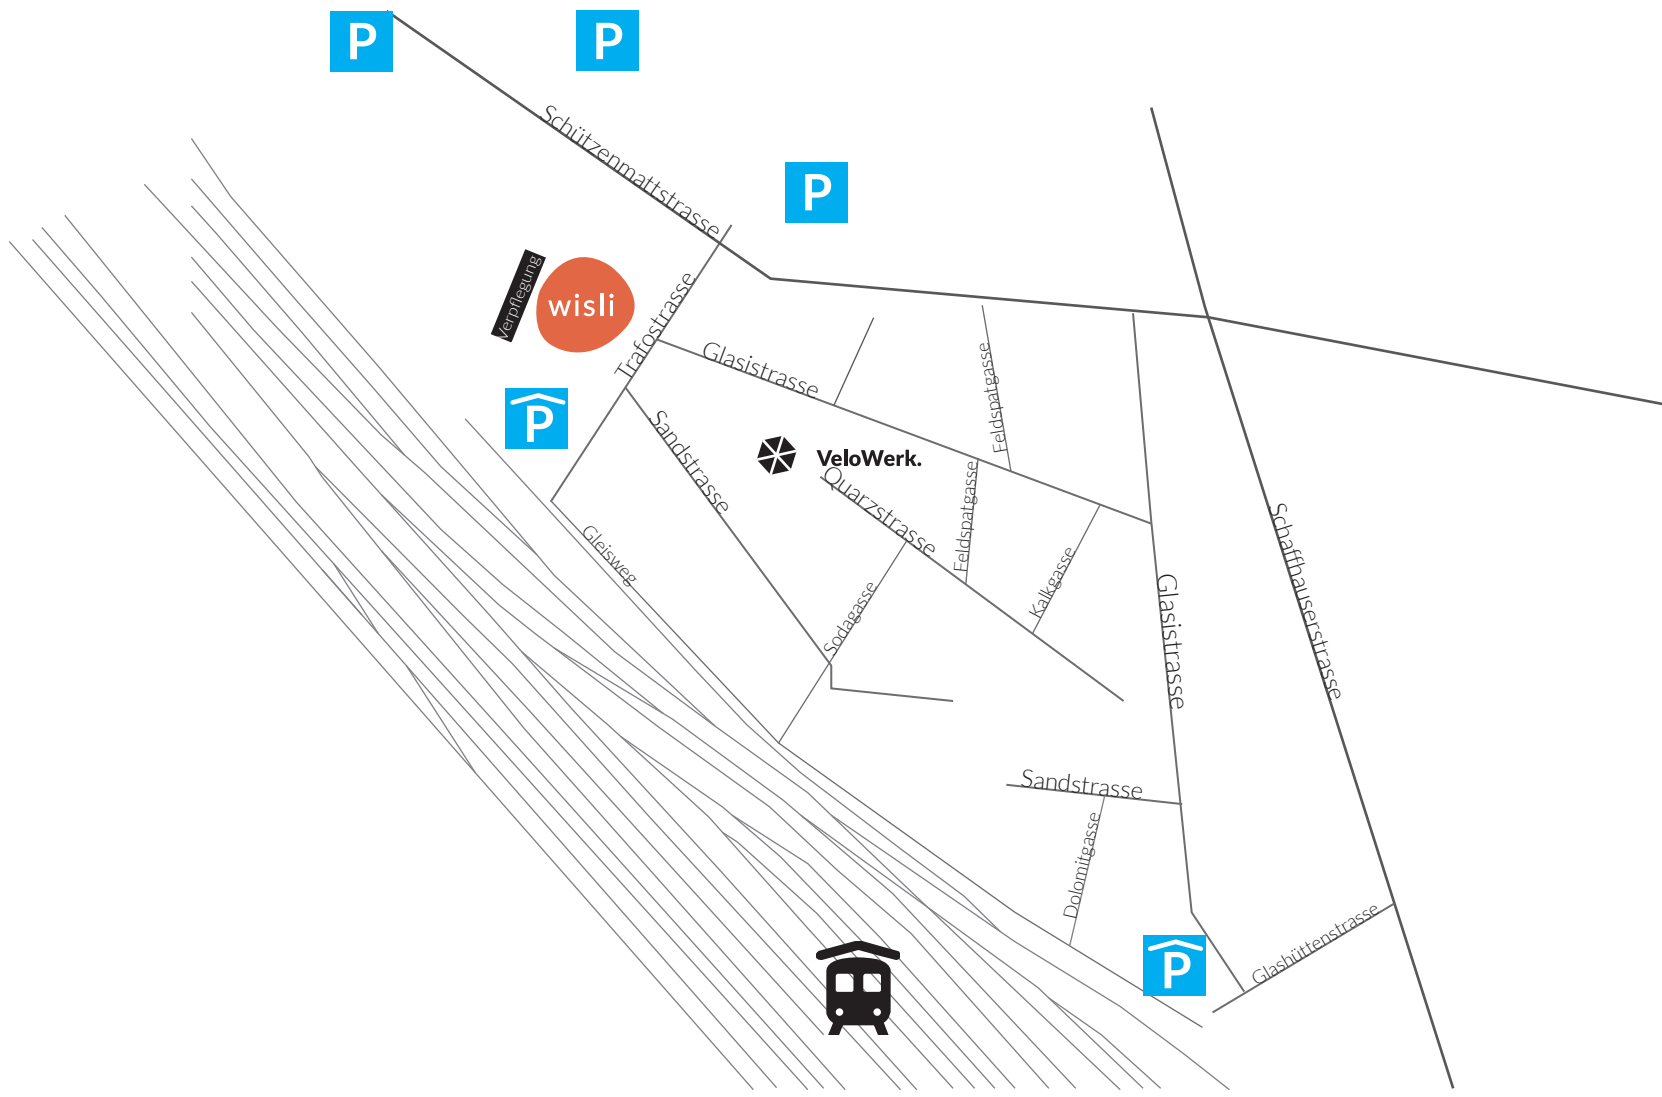 P
P
Schützenmattstrasse
P
Verpflegung
wisli
Trafostrasse
Glasistrasse
Feldspatgasse
P
Sandstrasse
VeloWerk.
Quarzstrasse
Feldspatgasse
Gleisweg
Kalkgasse
Sodagasse
Glasistrasse
Schaffhauserstrasse
Sandstrasse
Dolomitgasse
P
Glashüttenstrasse